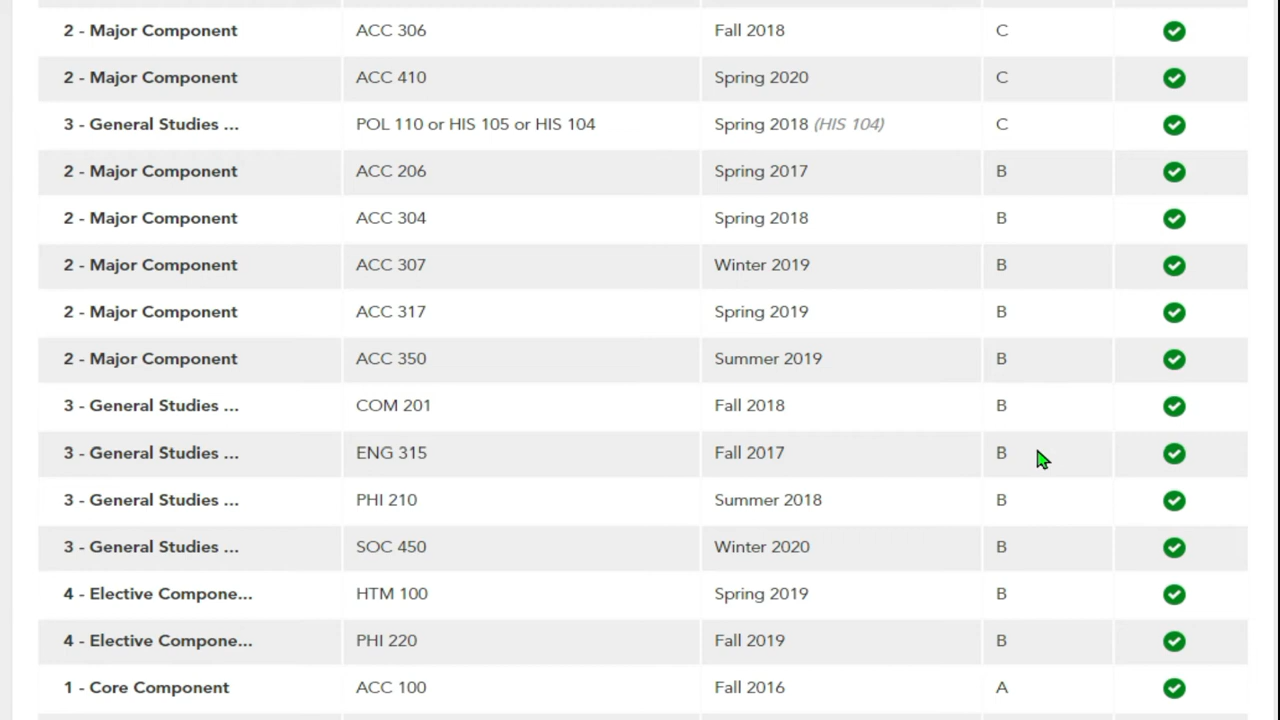 2 - Major Component ACC 306 Fall 2018 C
2 - Major Component ACC 410 Spring 2020 C
3 - General Studies ... POL 110 or HIS 105 or HIS 104 Spring 2018 (HIS 104) C
2 - Major Component ACC 206 Spring 2017 B
2 - Major Component ACC 304 Spring 2018 B
2 - Major Component ACC 307 Winter 2019 B
2 - Major Component ACC 317 Spring 2019 B
2 - Major Component ACC 350 Summer 2019 B
3 - General Studies ... COM 201 Fall 2018 B
3 - General Studies ... ENG 315 Fall 2017 B
3 - General Studies ... PHI 210 Summer 2018 B
3 - General Studies ... SOC 450 Winter 2020 B
4 - Elective Compone... HTM 100 Spring 2019 B
4 - Elective Compone... PHI 220 Fall 2019 B
1 - Core Component ACC 100 Fall 2016 A